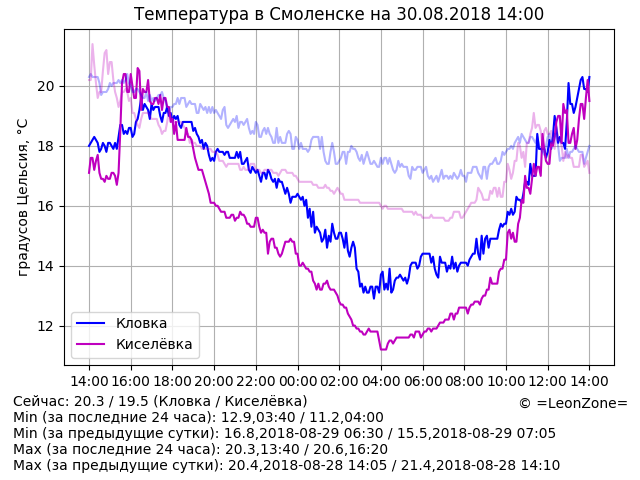 Температура в Смоленске на 30.08.2018 14:00
градусов Цельсия, °C
20
18
16
14
12
Кловка
Киселёвка
14:00 16:00 18:00 20:00 22:00 00:00 02:00 04:00 06:00 08:00 10:00 12:00 14:00
Сейчас: 20.3 / 19.5 (Кловка / Киселёвка)
© =LeonZone=
Min (за последние 24 часа): 12.9,03:40 / 11.2,04:00
Min (за предыдущие сутки): 16.8,2018-08-29 06:30 / 15.5,2018-08-29 07:05
Max (за последние 24 часа): 20.3,13:40 / 20.6,16:20
Max (за предыдущие сутки): 20.4,2018-08-28 14:05 / 21.4,2018-08-28 14:10